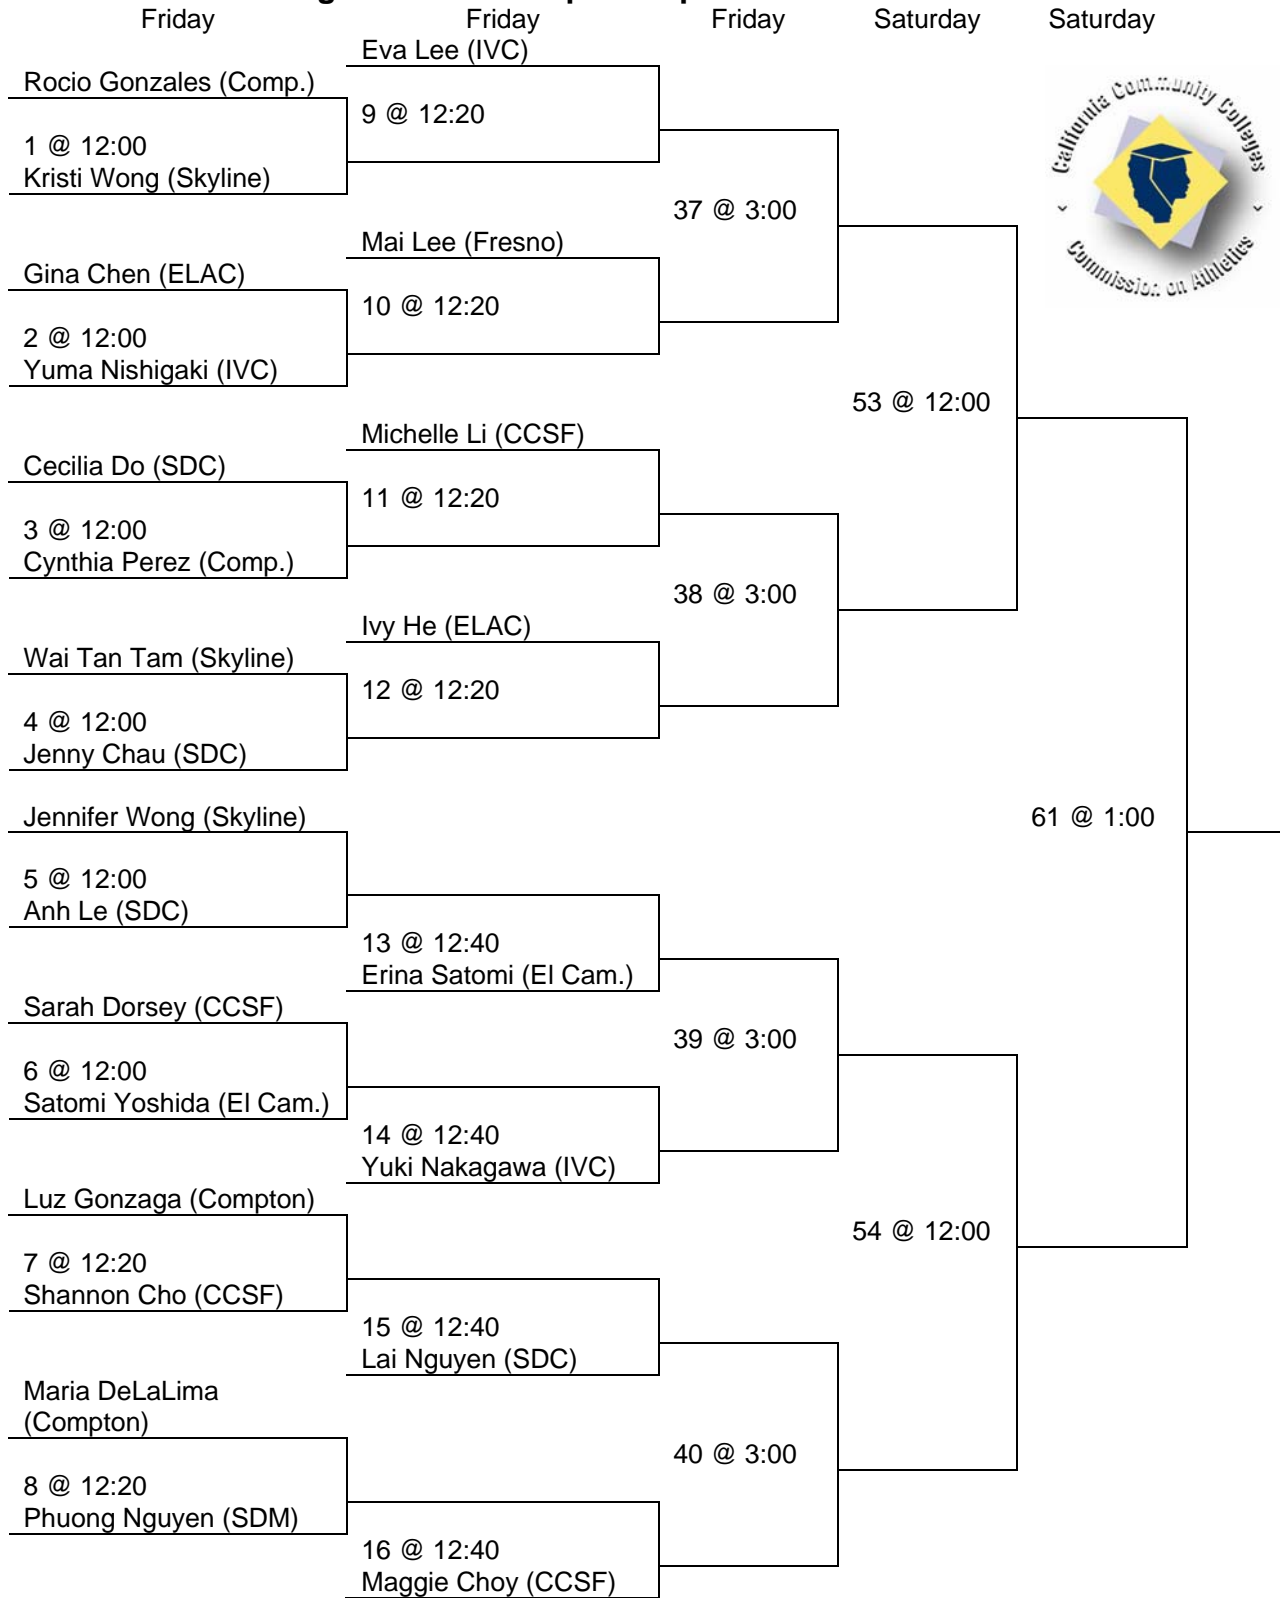 Friday
Friday
Friday
Saturday
Saturday
Rocio Gonzales (Comp.)
1 @ 12:00
Kristi Wong (Skyline)
Gina Chen (ELAC)
2 @ 12:00
Yuma Nishigaki (IVC)
Cecilia Do (SDC)
3 @ 12:00
Cynthia Perez (Comp.)
Wai Tan Tam (Skyline)
4 @ 12:00
Jenny Chau (SDC)
Jennifer Wong (Skyline)
5 @ 12:00
Anh Le (SDC)
Sarah Dorsey (CCSF)
6 @ 12:00
Satomi Yoshida (El Cam.)
Luz Gonzaga (Compton)
7 @ 12:20
Shannon Cho (CCSF)
Maria DeLaLima
(Compton)
8 @ 12:20
Phuong Nguyen (SDM)
Eva Lee (IVC)
9 @ 12:20
Mai Lee (Fresno)
10 @ 12:20
Michelle Li (CCSF)
11 @ 12:20
Ivy He (ELAC)
12 @ 12:20
13 @ 12:40
Erina Satomi (El Cam.)
14 @ 12:40
Yuki Nakagawa (IVC)
15 @ 12:40
Lai Nguyen (SDC)
16 @ 12:40
Maggie Choy (CCSF)
37 @ 3:00
38 @ 3:00
39 @ 3:00
40 @ 3:00
53 @ 12:00
54 @ 12:00
61 @ 1:00
California Community Colleges
Commission on Athletics